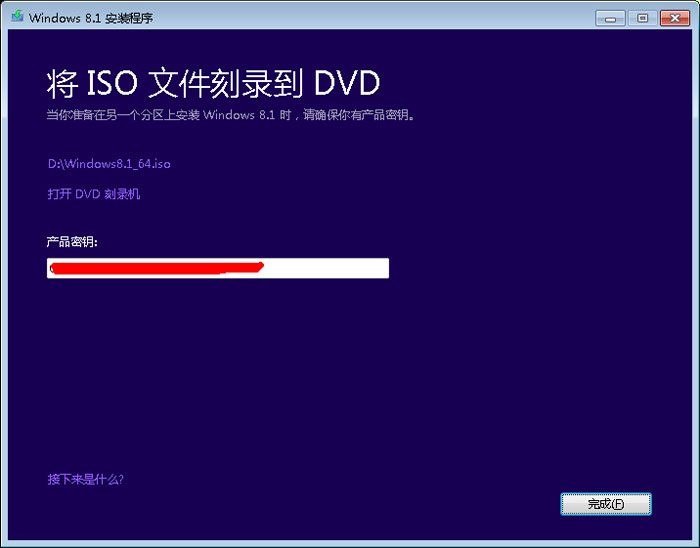 Windows 8.1 安装程序
将 ISO 文件刻录到 DVD
当你准备在另一个分区上安装 Windows 8.1 时，请确保你有产品密钥。
D:\Windows8.1_64.iso
打开 DVD 刻录机
产品密钥:
接下来是什么?
完成(F)